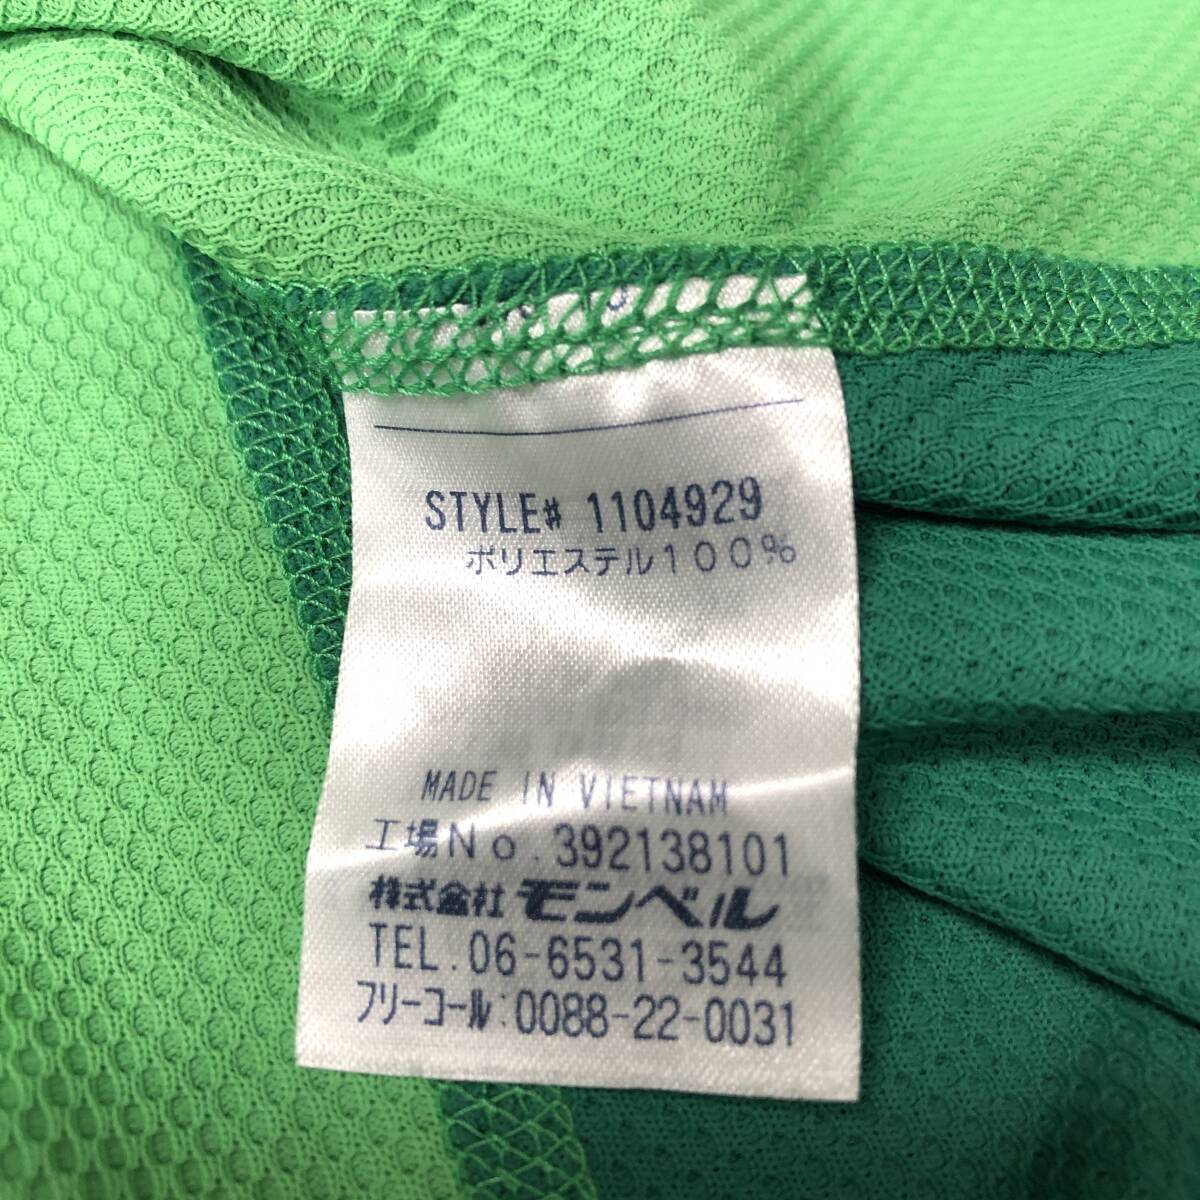 STYLE# 1104929
ポリエステル100%
MADE IN VIETNAM
工場No.392138101
株式会社 モンベル
TEL.06-6531-3544
フリーコール:0088-22-0031